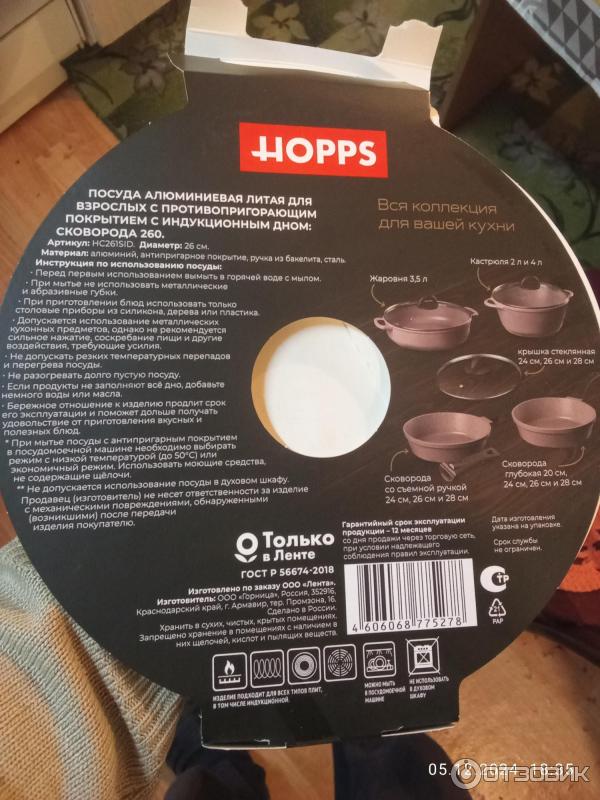 HOPPS
ПОСУДА АЛЮМИНИЕВАЯ ЛИТАЯ ДЛЯ
ВЗРОСЛЫХ С ПРОТИВОПРИГОРАЮЩИМ
ПОКРЫТИЕМ С ИНДУКЦИОННЫМ ДНОМ:
СКОВОРОДА 260.
Артикул: HC261SID. Диаметр: 26 см.
Материал: алюминий, антипригарное покрытие, ручка из бакелита, сталь.
Инструкция по использованию посуды:
• Перед первым использованием вымыть в горячей воде с мылом.
• При мытье не использовать металлические
и абразивные губки.
• При приготовлении блюд использовать только
столовые приборы из силикона, дерева или пластика.
• Допускается использование металлических
кухонных предметов, однако не рекомендуется
сильное нажатие, соскребание пищи и другие
воздействия, требующие усилия.
• Не допускать резких температурных перепадов
и перегрева посуды.
• Не разогревать долго пустую посуду.
• Если продукты не заполняют всё дно, добавьте
немного воды или масла.
• Бережное отношение к изделию продлит срок
его эксплуатации и поможет дольше получать
удовольствие от приготовления вкусных и
полезных блюд.
* При мытье посуды с антипригарным покрытием
в посудомоечной машине необходимо выбирать
режим с низкой температурой (до 50°C) или
экономичный режим. Использовать моющие средства,
не содержащие щёлочи.
** Не допускается использование посуды в духовом шкафу.
Продавец (изготовитель) не несет ответственности за изделие
с механическими повреждениями, обнаруженными
(возникшими) после передачи
изделия покупателю.
Вся коллекция
для вашей кухни
Жаровня 3,5 л
Кастрюля 2 л и 4 л
крышка стеклянная
24 см, 26 см и 28 см
Сковорода
со съемной ручкой
24 см, 26 см и 28 см
Сковорода
глубокая 20 см,
24 см, 26 см и 28 см
Только
в Ленте
ГОСТ Р 56674-2018
Изготовлено по заказу ООО «Лента».
Изготовитель: ООО «Горница», Россия, 352916,
Краснодарский край, г. Армавир, тер. Промзона, 16.
Сделано в России.
Хранить в сухих, чистых, крытых помещениях.
Запрещено хранение в помещениях с наличием в
них щелочей, кислот и пылящих веществ.
Гарантийный срок эксплуатации
продукции – 12 месяцев
со дня продажи через торговую сеть,
при условии надлежащего
соблюдения правил эксплуатации.
Дата изготовления
указана на упаковке.
Срок службы
не ограничен.
4 606068 775278
СТР
21
PAP
ИЗДЕЛИЕ ПОДХОДИТ ДЛЯ ВСЕХ ТИПОВ ПЛИТ,
В ТОМ ЧИСЛЕ ИНДУКЦИОННОЙ.
МОЖНО МЫТЬ
В ПОСУДОМОЕЧНОЙ
МАШИНЕ
НЕ ИСПОЛЬЗОВАТЬ
В ДУХОВОМ
ШКАФУ
05.12.2024 18:35
ОТЗОВИК